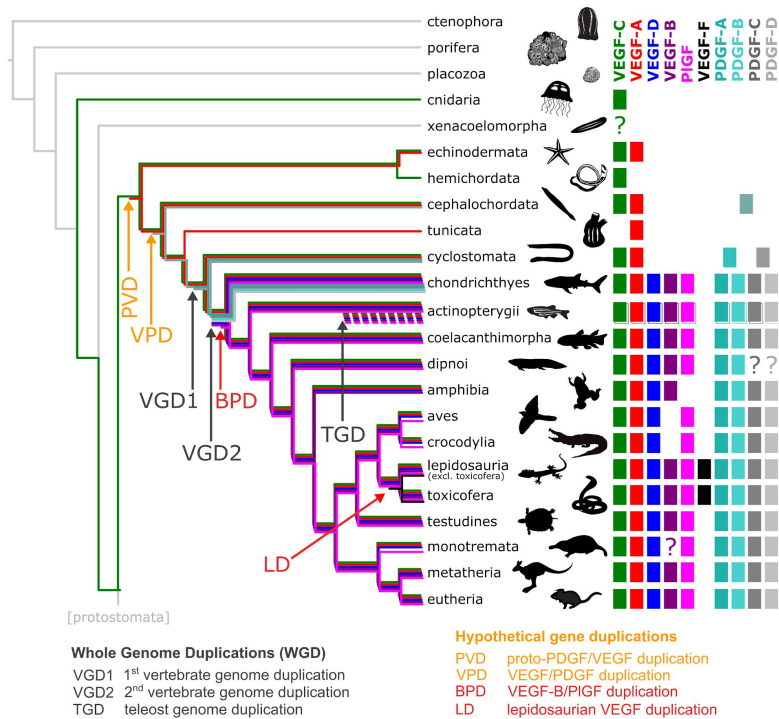 VEGF-C VEGF-A VEGF-D VEGF-B PlGF VEGF-F PDGF-A PDGF-B PDGF-C PDGF-D
ctenophora
porifera
placozoa
cnidaria
xenacoelomorpha ?
echinodermata
hemichordata
cephalochordata
tunicata
cyclostomata
chondrichthyes
actinopterygii
coelacanthimorpha
dipnoi ? ?
amphibia
aves
crocodylia
lepidosauria
(excl. toxicofera)
toxicofera
testudines
monotremata ?
metatheria
eutheria
PVD
VPD
VGD1
BPD
VGD2
TGD
LD
[protostomata]
Whole Genome Duplications (WGD)
VGD1 1st vertebrate genome duplication
VGD2 2nd vertebrate genome duplication
TGD teleost genome duplication
Hypothetical gene duplications
PVD proto-PDGF/VEGF duplication
VPD VEGF/PDGF duplication
BPD VEGF-B/PlGF duplication
LD lepidosaurian VEGF duplication